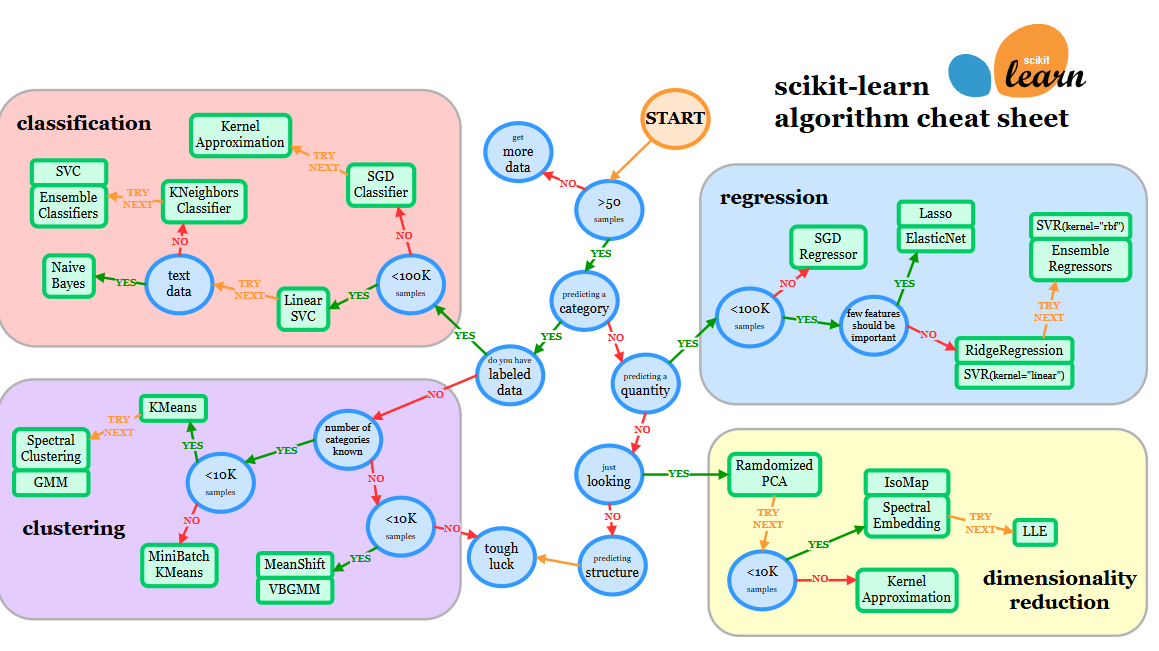 scikit-learn
algorithm cheat sheet
scikit
learn
START
get
more
data
NO
>50
samples
YES
predicting a
category
YES
NO
do you have
labeled
data
YES
NO
predicting a
quantity
YES
NO
just
looking
YES
NO
predicting
structure
tough
luck
classification
Kernel
Approximation
TRY
NEXT
SGD
Classifier
NO
<100K
samples
YES
Linear
SVC
TRY
NEXT
text
data
YES
Naive
Bayes
NO
KNeighbors
Classifier
TRY
NEXT
SVC
Ensemble
Classifiers
clustering
number of
categories
known
YES
NO
<10K
samples
YES
KMeans
TRY
NEXT
Spectral
Clustering
GMM
NO
MiniBatch
KMeans
<10K
samples
YES
MeanShift
VBGMM
NO
regression
<100K
samples
NO
SGD
Regressor
YES
few features
should be
important
YES
Lasso
ElasticNet
NO
RidgeRegression
SVR(kernel="linear")
TRY
NEXT
SVR(kernel="rbf")
Ensemble
Regressors
dimensionality
reduction
Randomized
PCA
TRY
NEXT
<10K
samples
YES
IsoMap
Spectral
Embedding
TRY
NEXT
LLE
NO
Kernel
Approximation